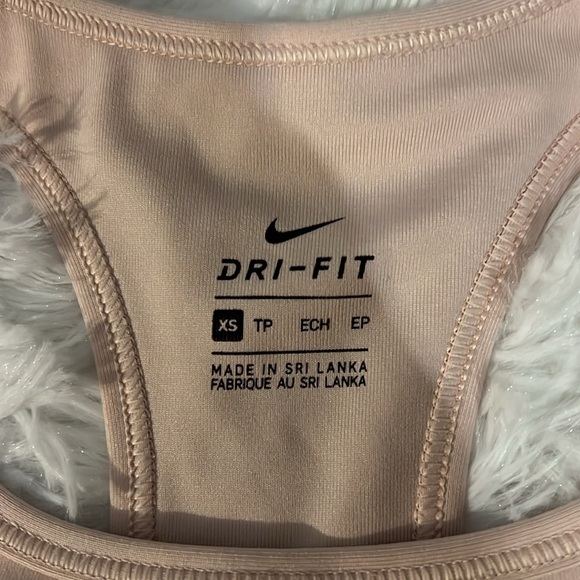 DRI-FIT
XS TP ECH EP
MADE IN SRI LANKA
FABRIQUE AU SRI LANKA